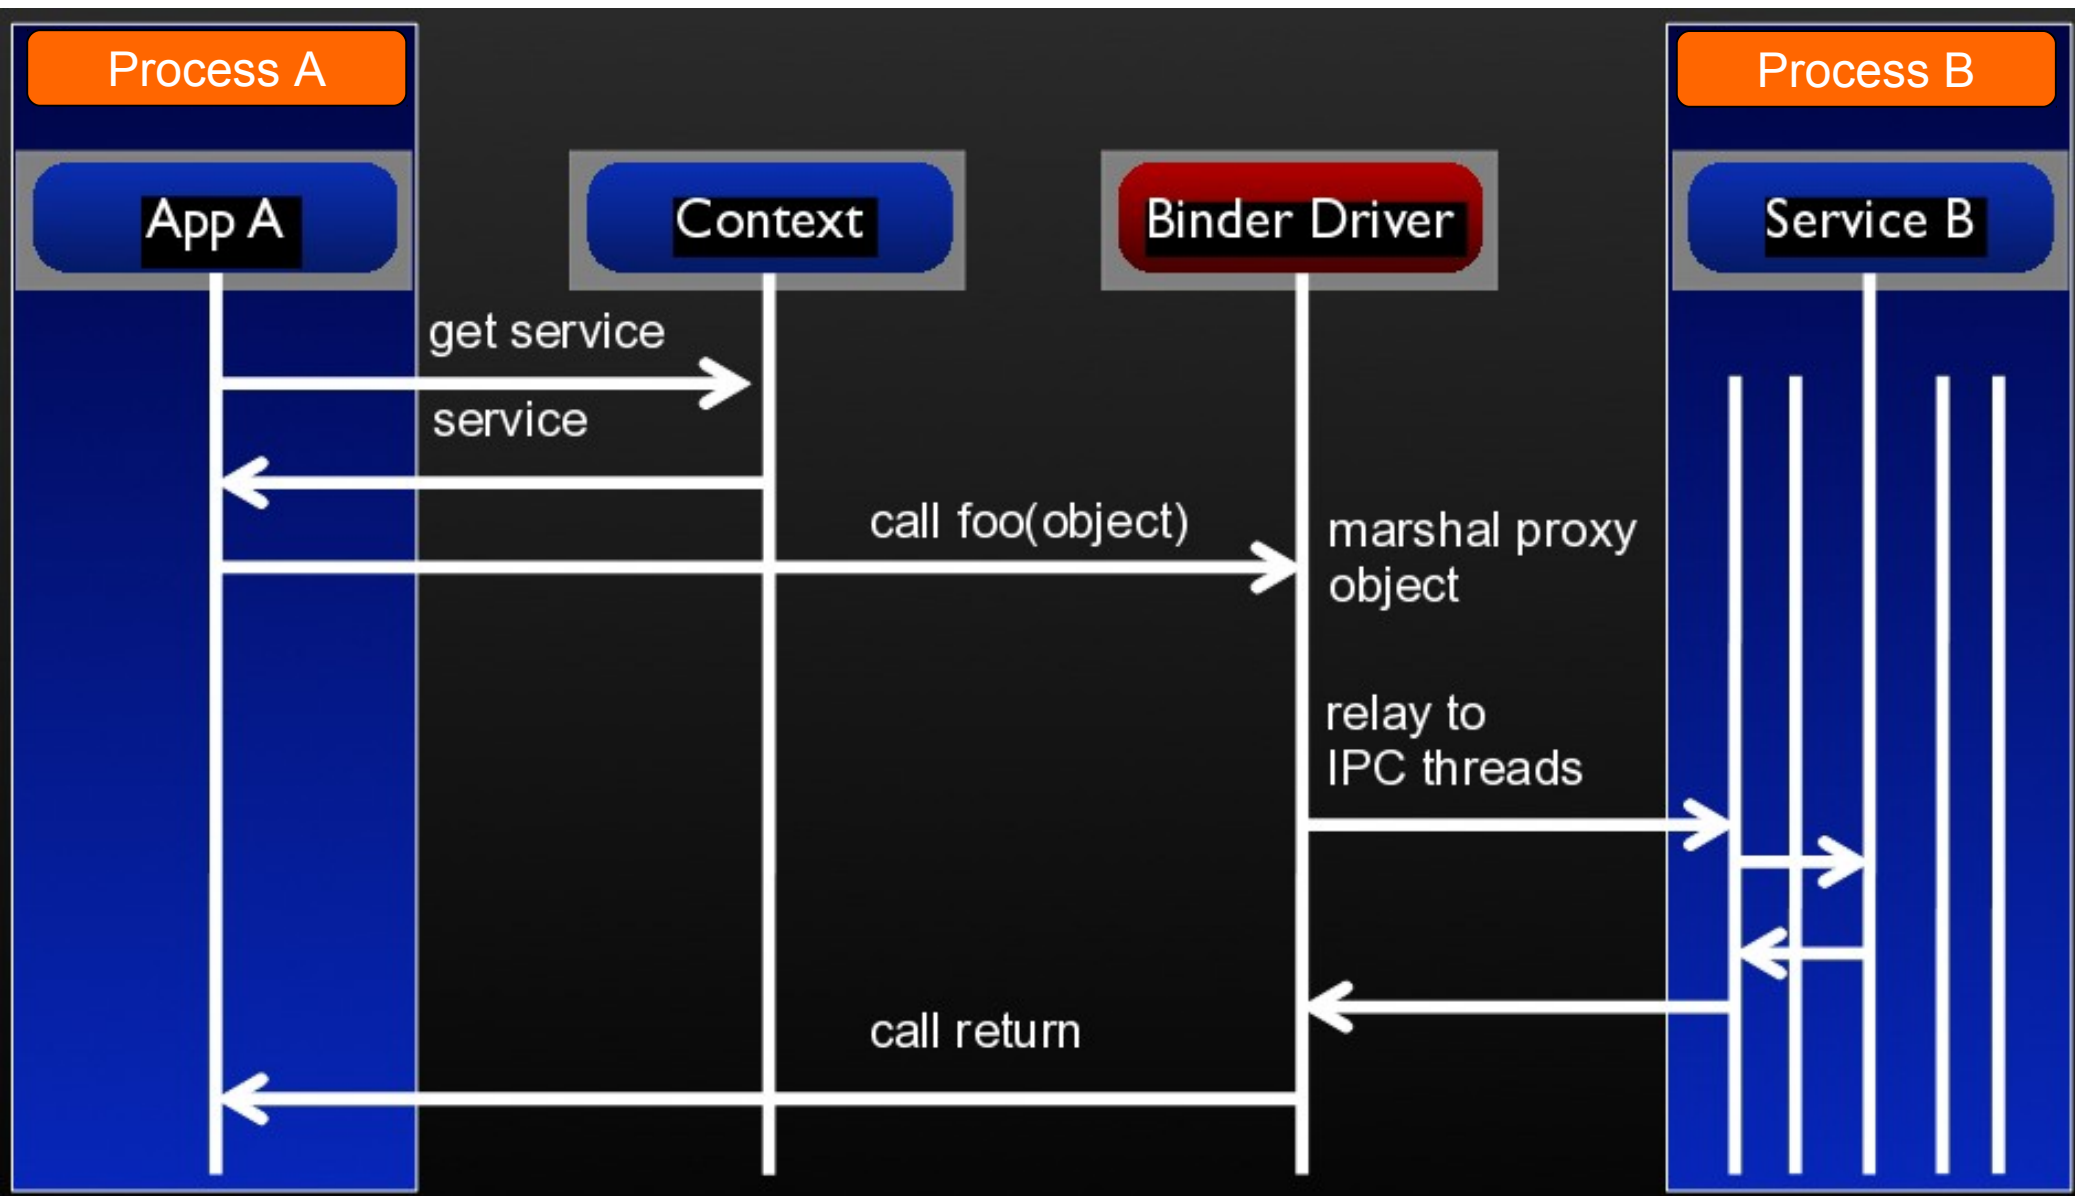 Process A
Process B
App A
Context
Binder Driver
Service B
get service
service
call foo(object)
marshal proxy
object
relay to
IPC threads
call return